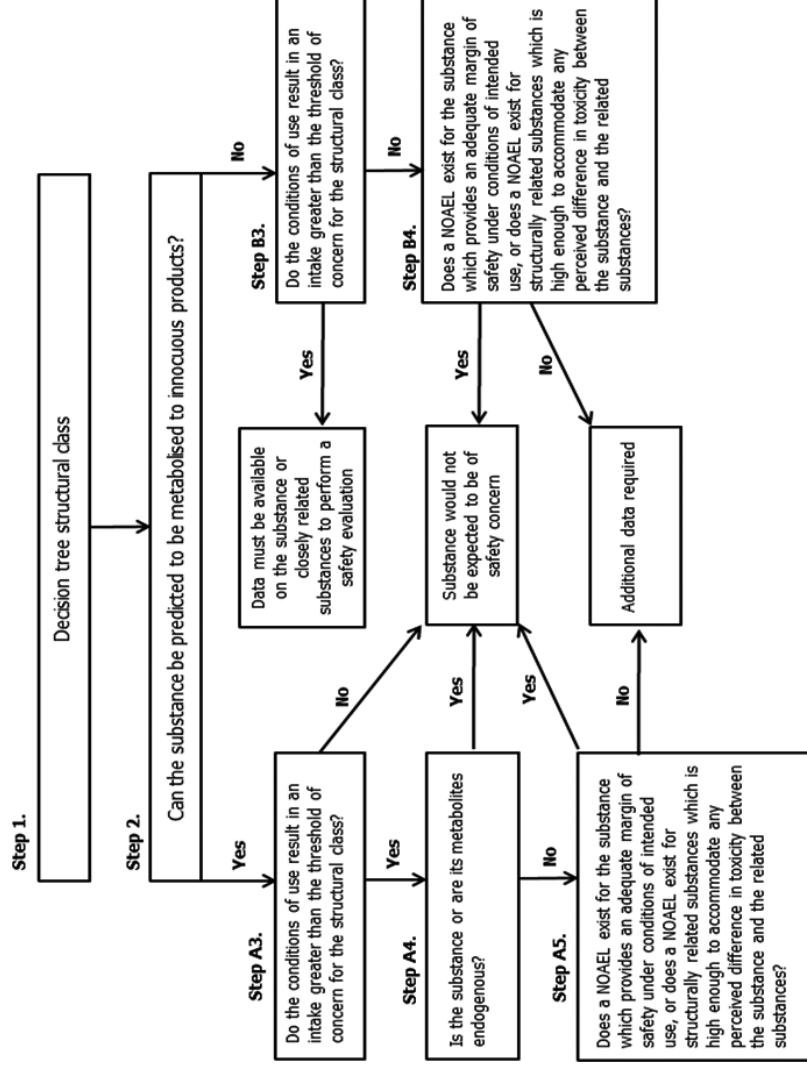 Step 1.
Decision tree structural class
Step 2.
Can the substance be predicted to be metabolised to innocuous products?
Yes
No
Step A3.
Do the conditions of use result in an
intake greater than the threshold of
concern for the structural class?
Step B3.
Do the conditions of use result in an
intake greater than the threshold of
concern for the structural class?
Data must be available
on the substance or
closely related
substances to perform a
safety evaluation
Yes
No
No
Yes
Step A4.
Is the substance or are its metabolites
endogenous?
Yes
Substance would not
be expected to be of
safety concern
Yes
Step B4.
Does a NOAEL exist for the substance
which provides an adequate margin of
safety under conditions of intended
use, or does a NOAEL exist for
structurally related substances which is
high enough to accommodate any
perceived difference in toxicity between
the substance and the related
substances?
No
Yes
No
Step A5.
Does a NOAEL exist for the substance
which provides an adequate margin of
safety under conditions of intended
use, or does a NOAEL exist for
structurally related substances which is
high enough to accommodate any
perceived difference in toxicity between
the substance and the related
substances?
No
Additional data required